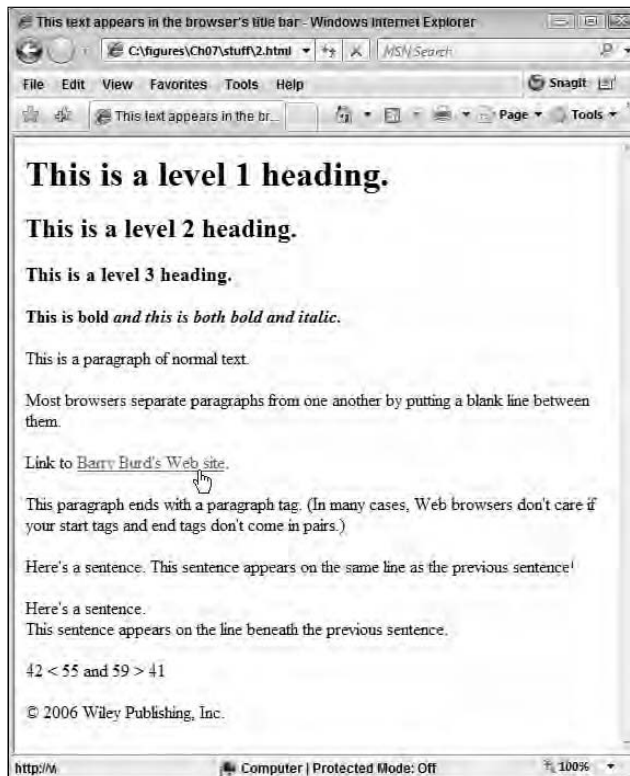 This text appears in the browser's title bar - Windows Internet Explorer
C:\figures\Ch07\stuff\2.html MSN Search
File Edit View Favorites Tools Help SnagIt
This text appears in the br... Page Tools
This is a level 1 heading.
This is a level 2 heading.
This is a level 3 heading.
This is bold and this is both bold and italic.
This is a paragraph of normal text.
Most browsers separate paragraphs from one another by putting a blank line between
them.
Link to Barry Burd's Web site.
This paragraph ends with a paragraph tag. (In many cases, Web browsers don't care if
your start tags and end tags don't come in pairs.)
Here's a sentence. This sentence appears on the same line as the previous sentence
Here's a sentence.
This sentence appears on the line beneath the previous sentence.
42 < 55 and 59 > 41
© 2006 Wiley Publishing, Inc.
Computer | Protected Mode: Off 100%